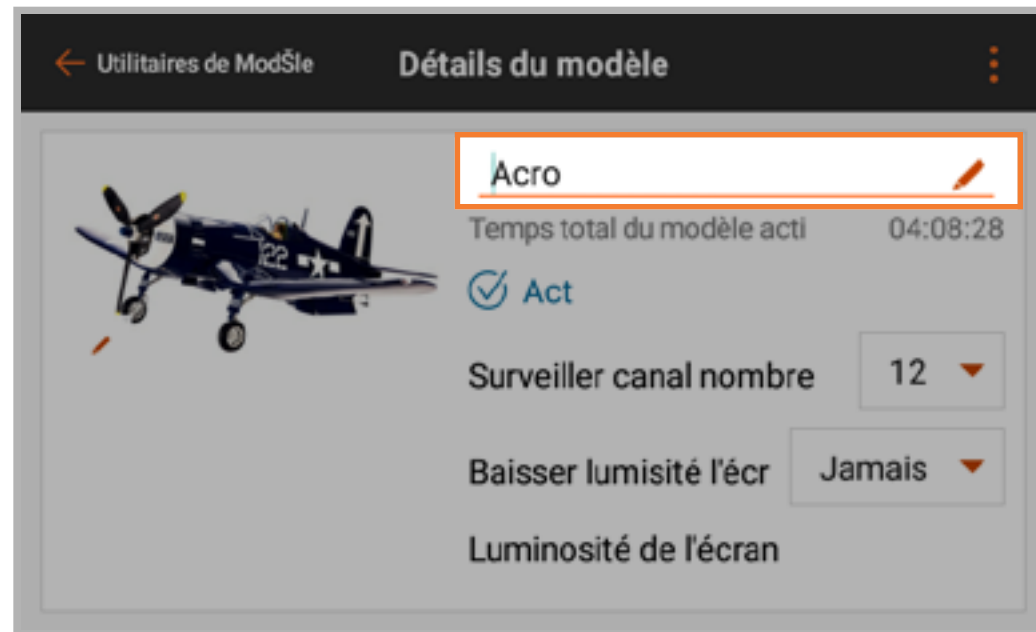 Utilitaires de ModŠle
Détails du modèle
Acro
Temps total du modèle acti 04:08:28
Act
Surveiller canal nombre 12
Baisser lumisité l'écr Jamais
Luminosité de l'écran
122